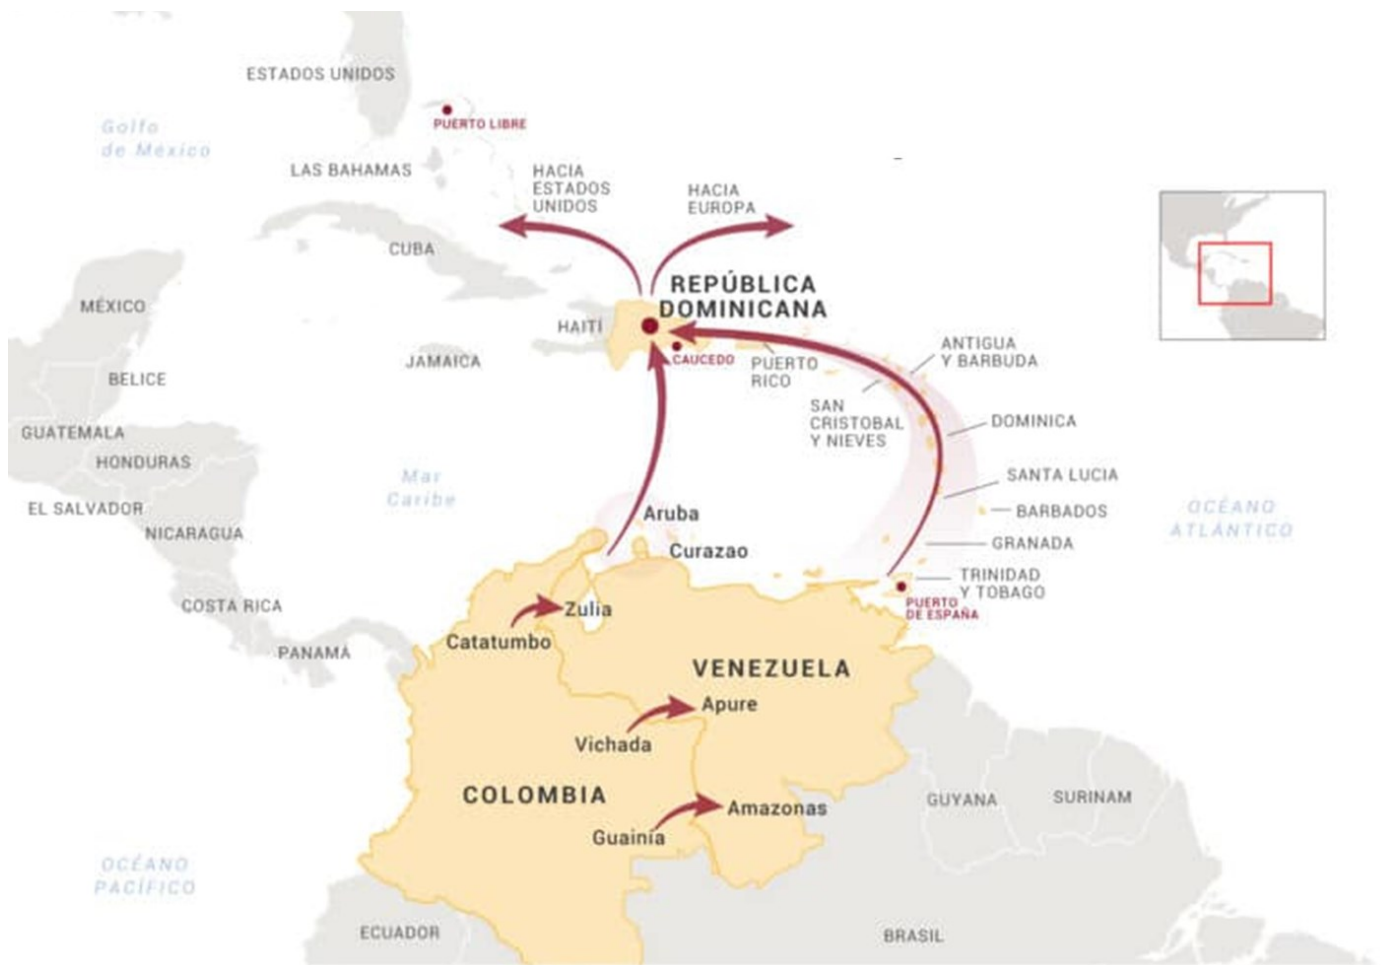 ESTADOS UNIDOS
Golfo
de México
PUERTO LIBRE
LAS BAHAMAS
HACIA
ESTADOS
UNIDOS
HACIA
EUROPA
CUBA
REPÚBLICA
DOMINICANA
MÉXICO
HAITÍ
JAMAICA
CAUCEDO
PUERTO
RICO
ANTIGUA
Y BARBUDA
BELICE
SAN
CRISTOBAL
Y NIEVES
DOMINICA
GUATEMALA
HONDURAS
Mar
Caribe
SANTA LUCIA
EL SALVADOR
BARBADOS
OCÉANO
ATLÁNTICO
NICARAGUA
Aruba
Curazao
GRANADA
TRINIDAD
Y TOBAGO
COSTA RICA
Zulia
PUERTO
DE ESPAÑA
Catatumbo
PANAMÁ
VENEZUELA
Apure
Vichada
COLOMBIA
Amazonas
GUYANA
SURINAM
Guainía
OCÉANO
PACÍFICO
ECUADOR
BRASIL